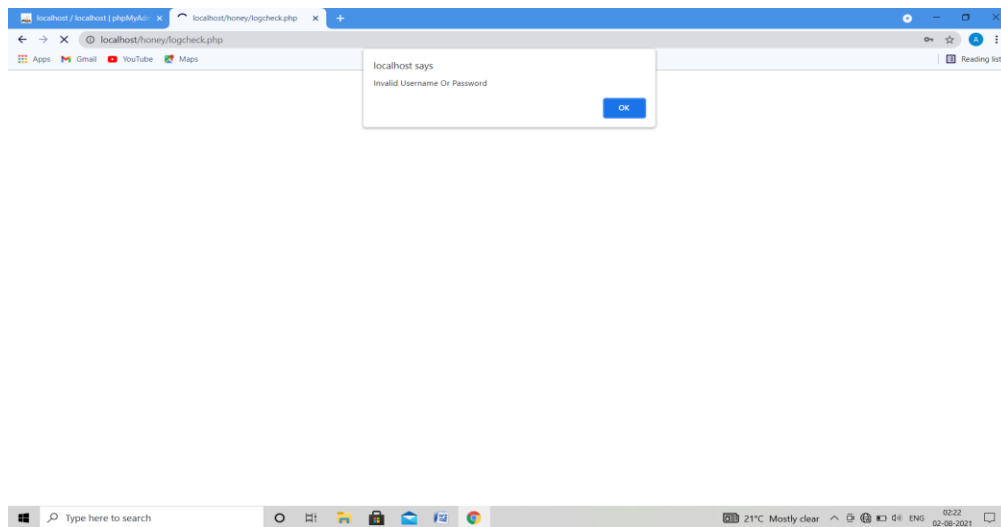 localhost / localhost | phpMyAdm
localhost/honey/logcheck.php
localhost/honey/logcheck.php
A
Apps
Gmail
YouTube
Maps
Reading list
localhost says
Invalid Username Or Password
OK
Type here to search
21°C Mostly clear
ENG
02:22
02-08-2021